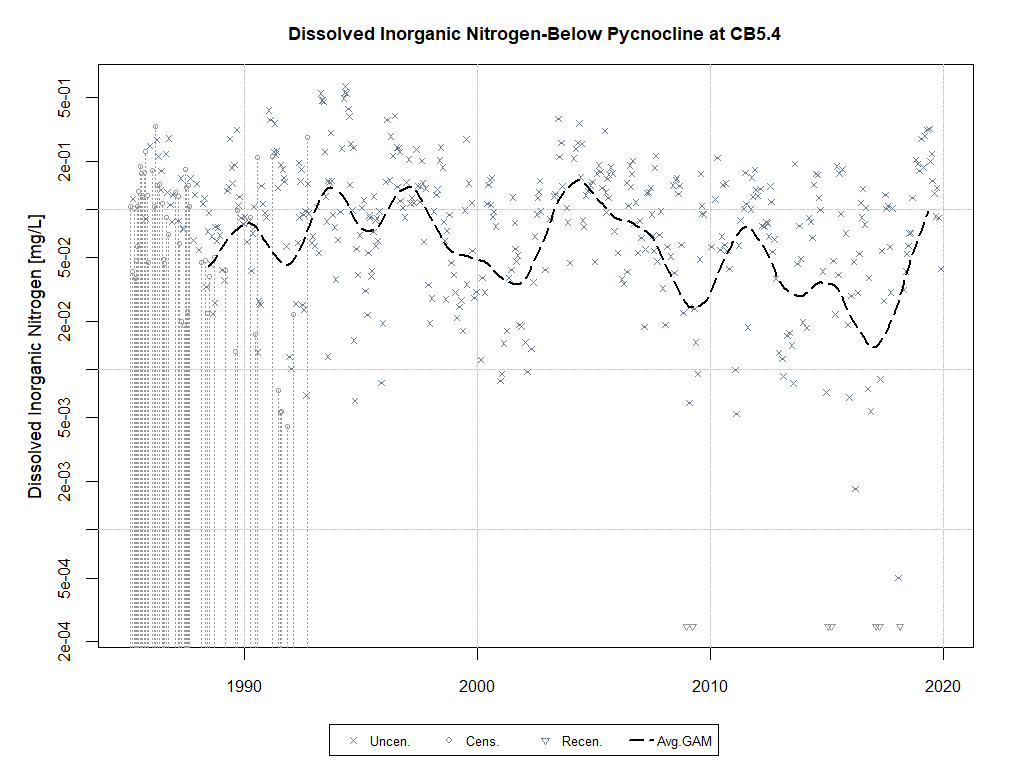 Dissolved Inorganic Nitrogen-Below Pycnocline at CB5.4
Dissolved Inorganic Nitrogen [mg/L]
5e-01
2e-01
5e-02
2e-02
5e-03
2e-03
5e-04
2e-04
1990 2000 2010 2020
Uncen. Cens. Recen. Avg.GAM